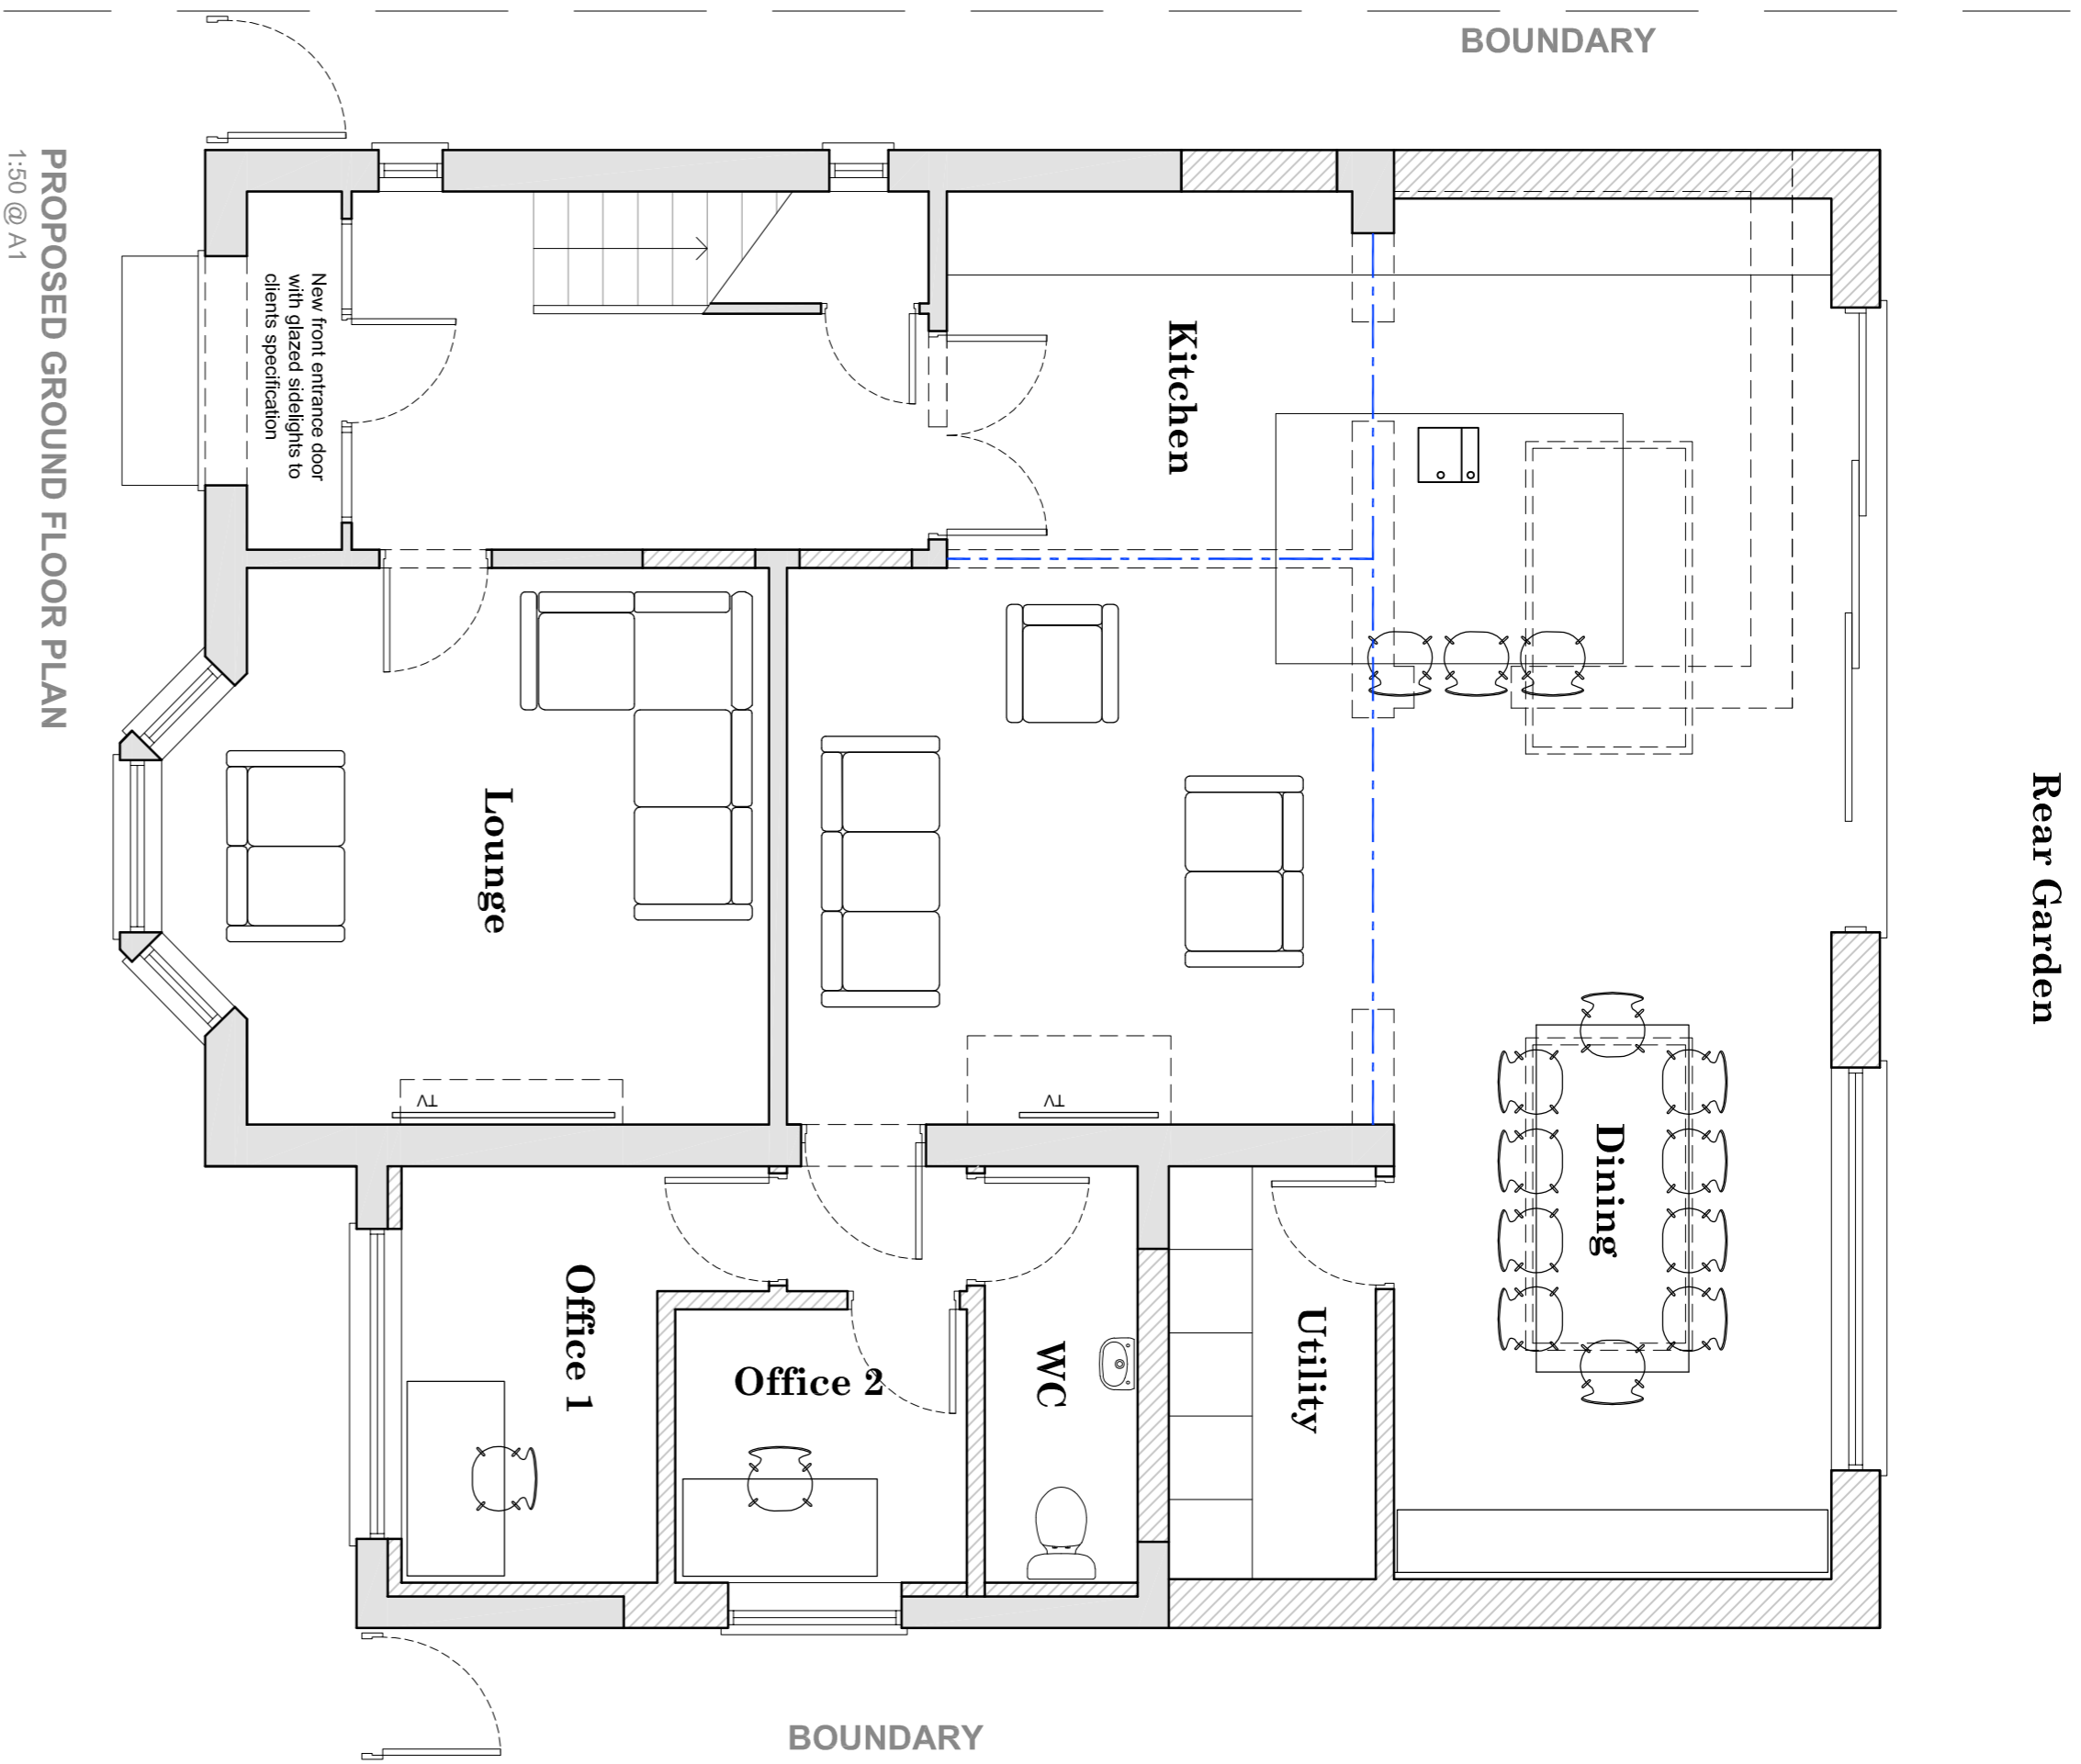 BOUNDARY
PROPOSED GROUND FLOOR PLAN
1:50 @ A1
New front entrance door
with glazed sidelights to
clients specification
Kitchen
Rear Garden
Lounge
TV
TV
Dining
Office 1
Office 2
WC
Utility
BOUNDARY